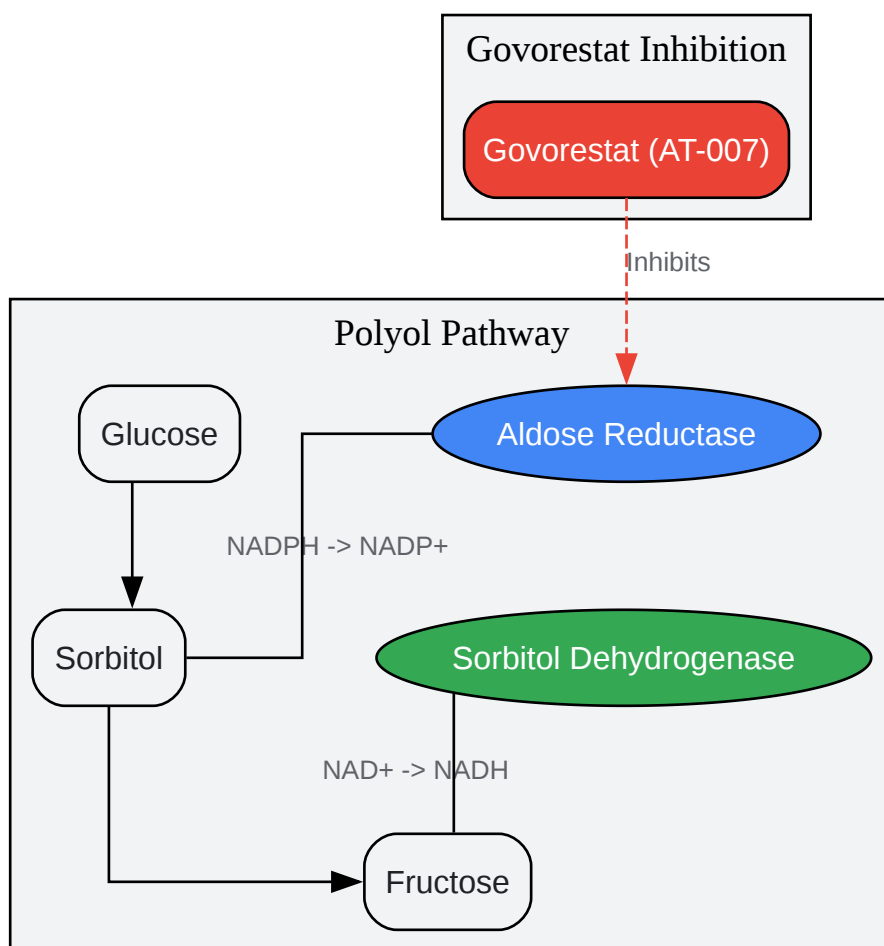 Govorestat Inhibition
Govorestat (AT-007)
Inhibits
Polyol Pathway
Glucose
Aldose Reductase
NADPH -> NADP+
Sorbitol
Sorbitol Dehydrogenase
NAD+ -> NADH
Fructose